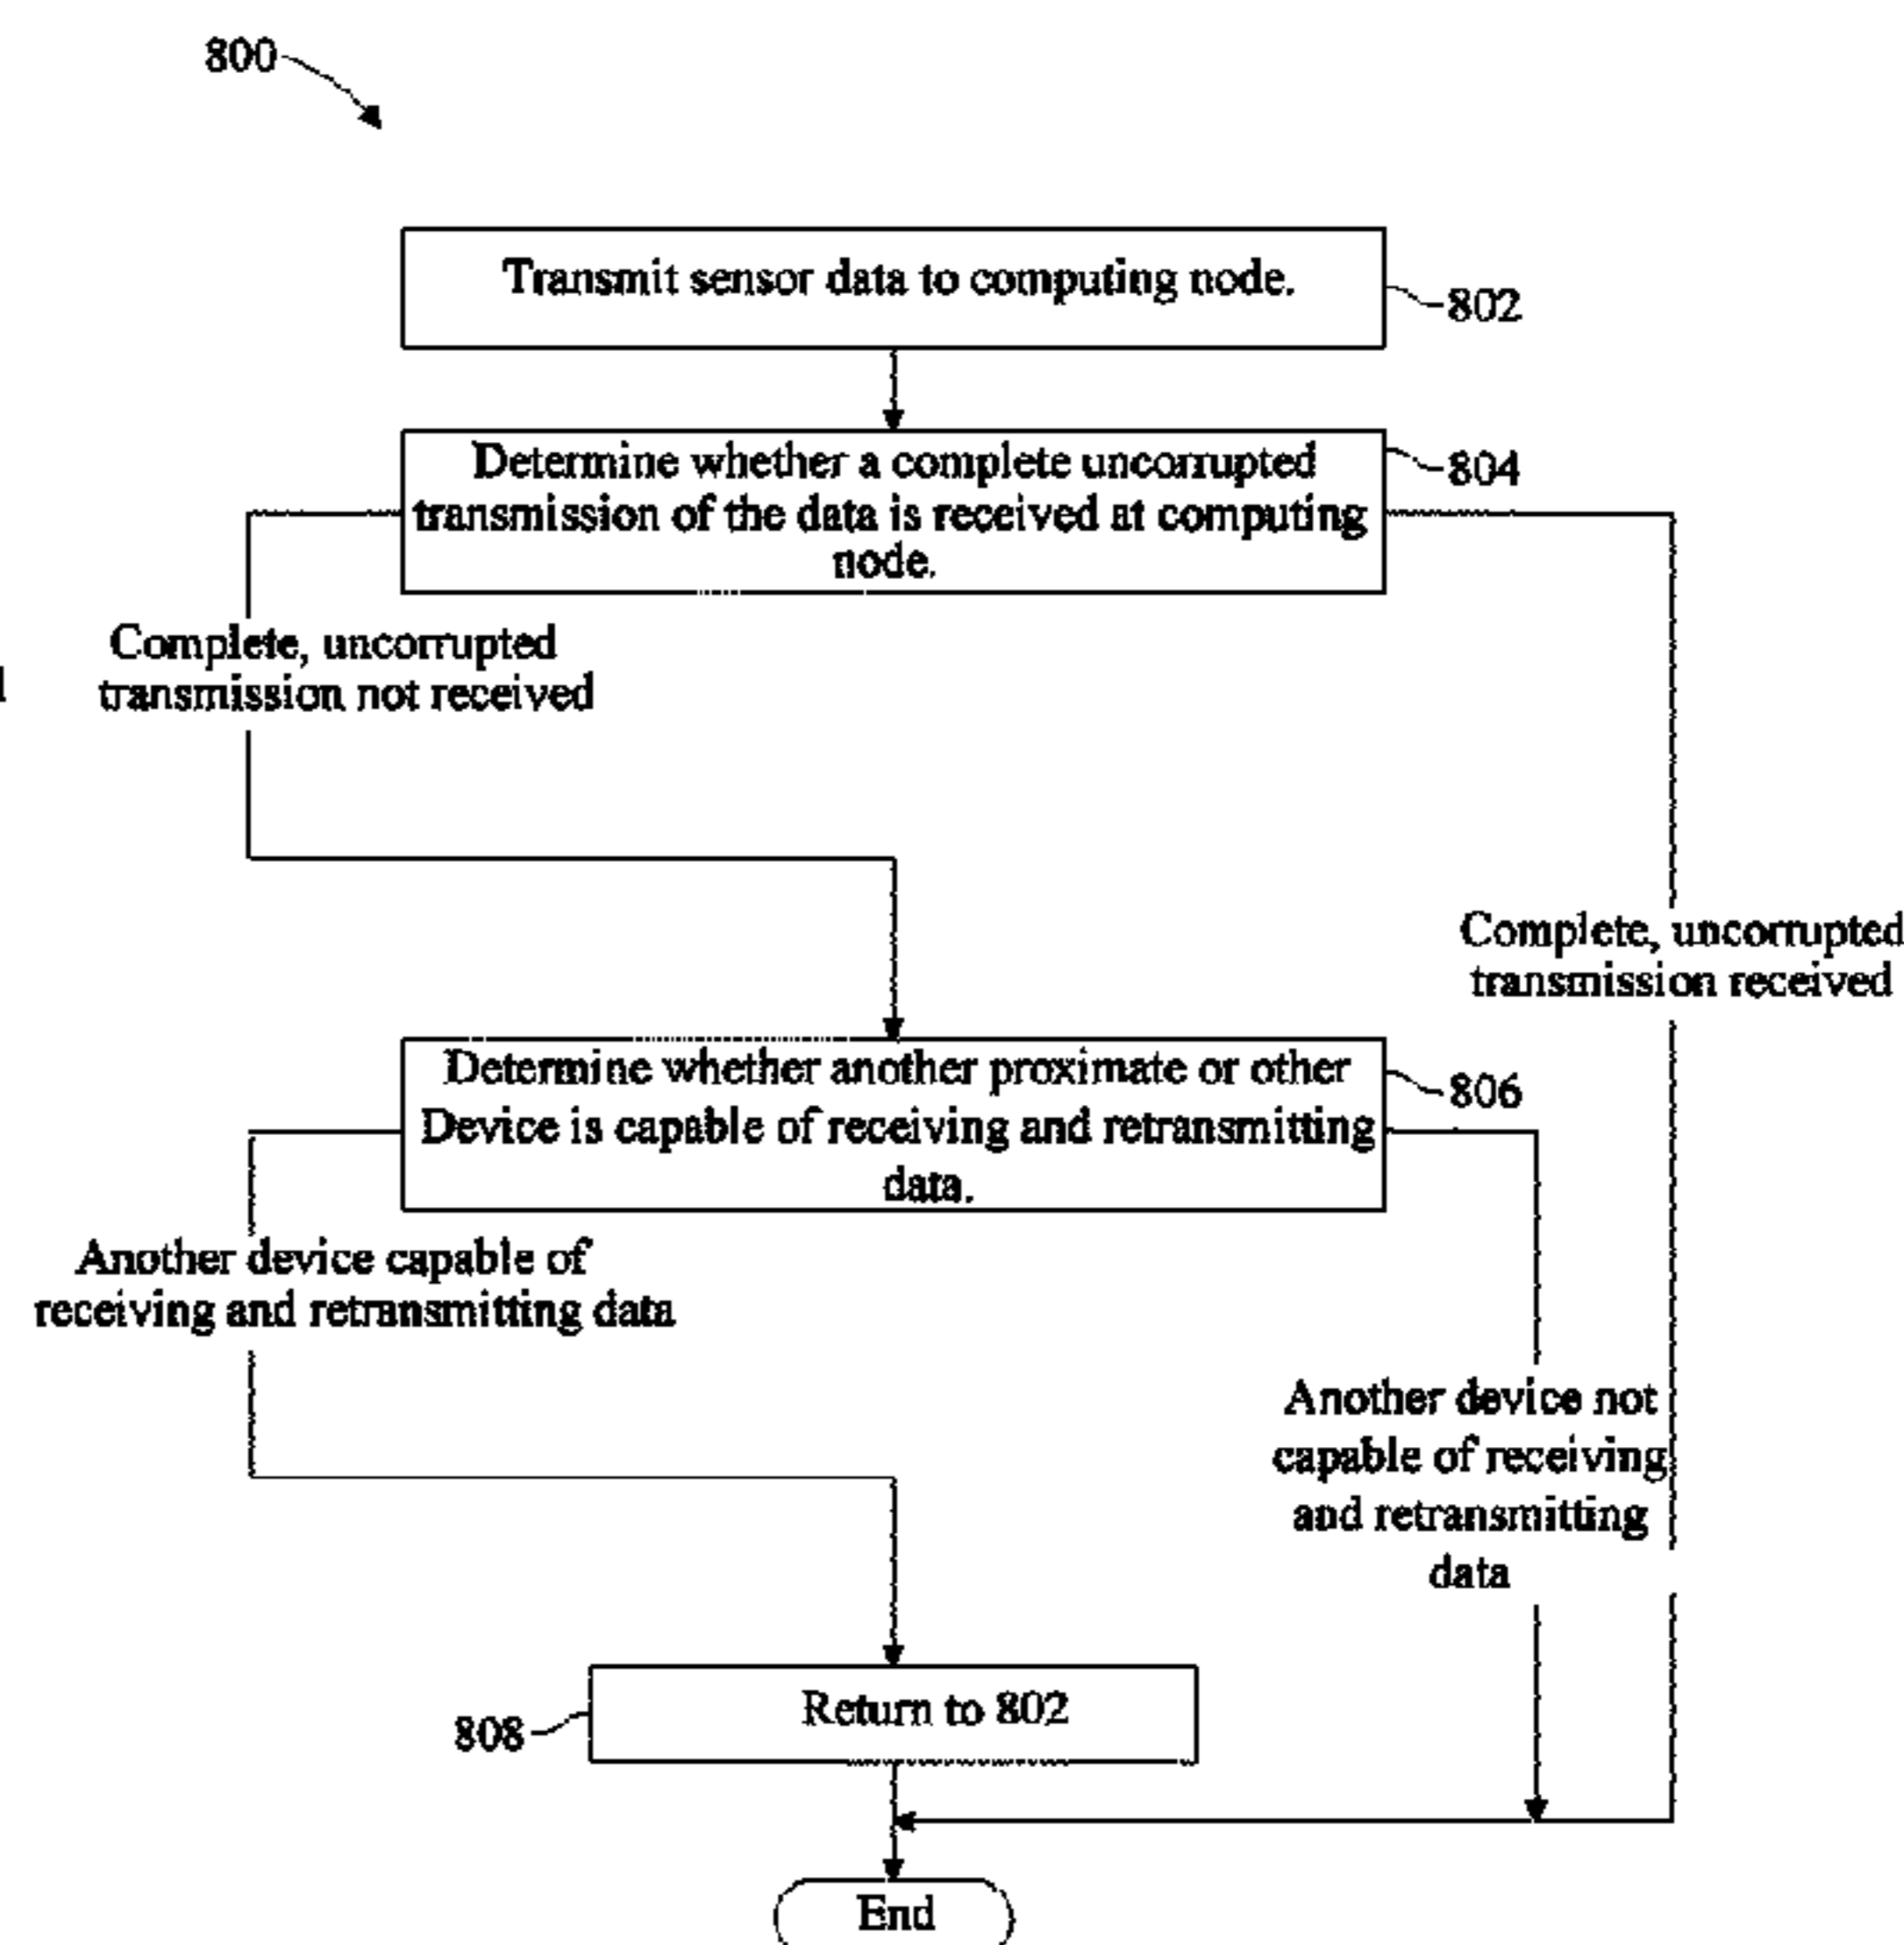 800
Transmit sensor data to computing node.
802
Determine whether a complete uncorrupted
transmission of the data is received at computing
node.
804
Complete, uncorrupted
transmission not received
Complete, uncorrupted
transmission received
Determine whether another proximate or other
Device is capable of receiving and retransmitting
data.
806
Another device capable of
receiving and retransmitting data
Another device not
capable of receiving
and retransmitting
data
Return to 802
808
End